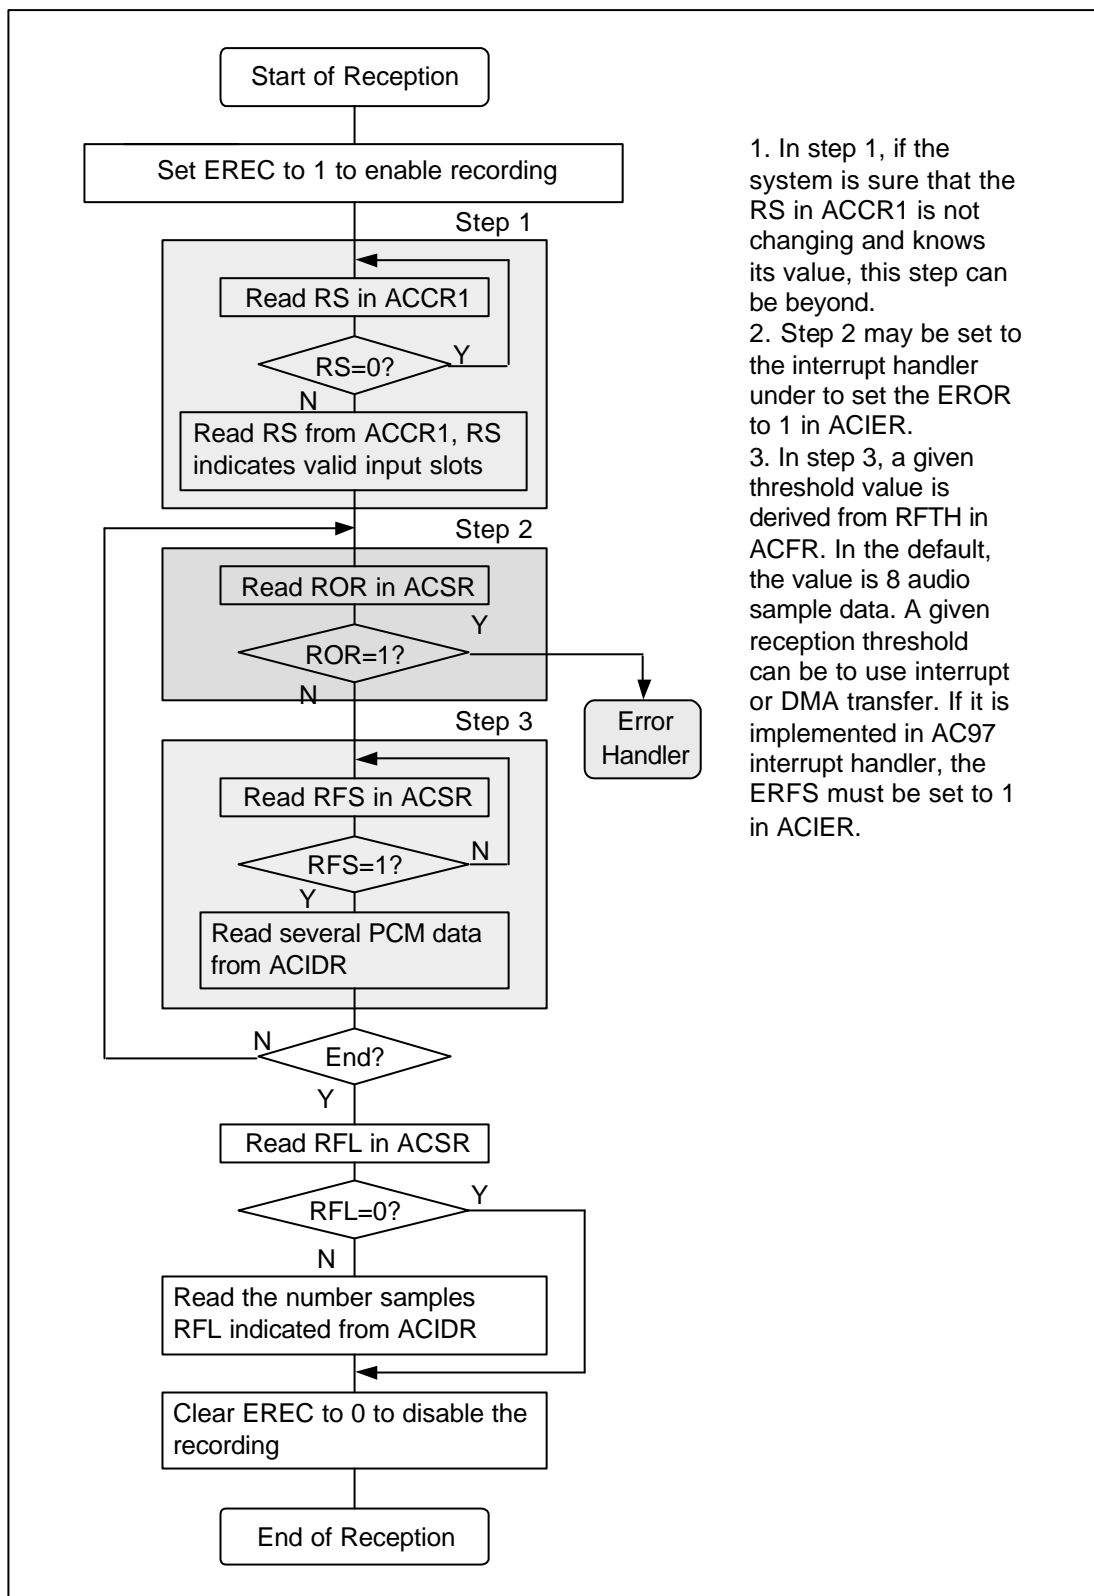 Start of Reception
Set EREC to 1 to enable recording
Step 1
Read RS in ACCR1
RS=0?
Y
N
Read RS from ACCR1, RS
indicates valid input slots
Step 2
Read ROR in ACSR
Y
ROR=1?
N
Error
Handler
Step 3
Read RFS in ACSR
RFS=1?
N
Y
Read several PCM data
from ACIDR
N
End?
Y
Read RFL in ACSR
RFL=0?
Y
N
Read the number samples
RFL indicated from ACIDR
Clear EREC to 0 to disable the
recording
End of Reception
1. In step 1, if the
system is sure that the
RS in ACCR1 is not
changing and knows
its value, this step can
be beyond.
2. Step 2 may be set to
the interrupt handler
under to set the EROR
to 1 in ACIER.
3. In step 3, a given
threshold value is
derived from RFTH in
ACFR. In the default,
the value is 8 audio
sample data. A given
reception threshold
can be to use interrupt
or DMA transfer. If it is
implemented in AC97
interrupt handler, the
ERFS must be set to 1
in ACIER.